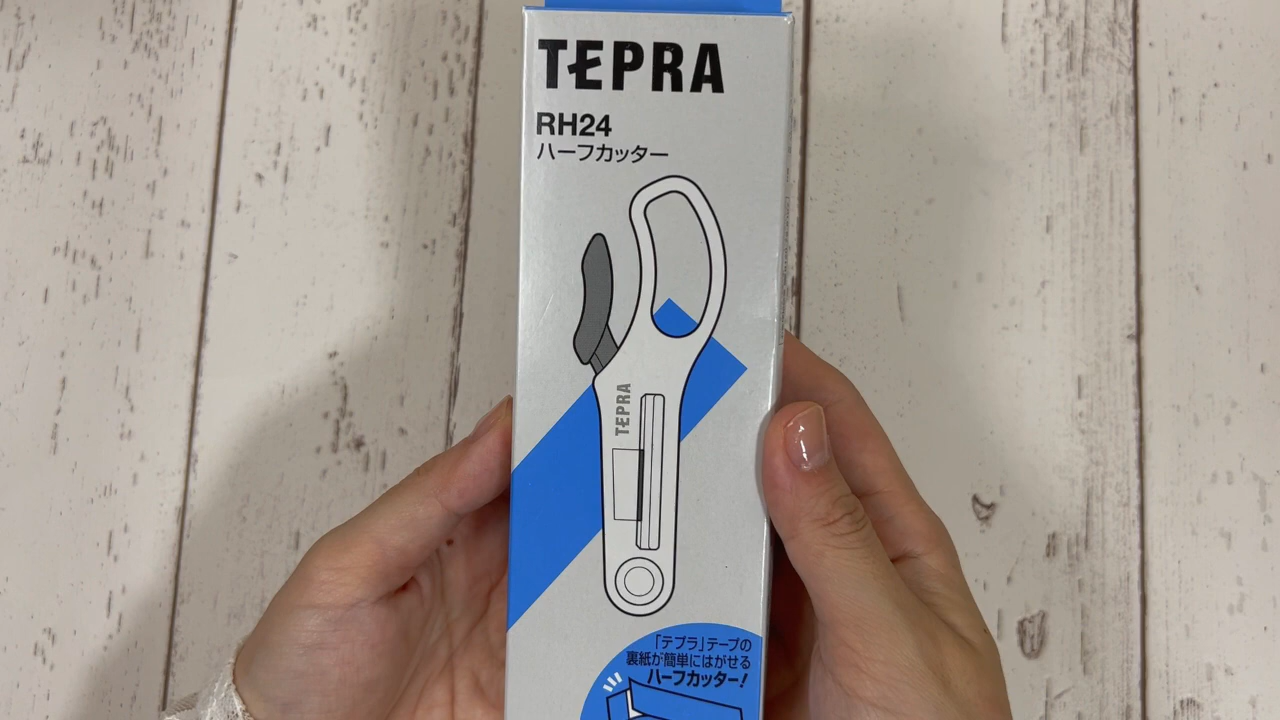 TEPRA
RH24
ハーフカッター
TEPRA
「テプラ」テープの
裏紙が簡単にはがせる
ハーフカッター！